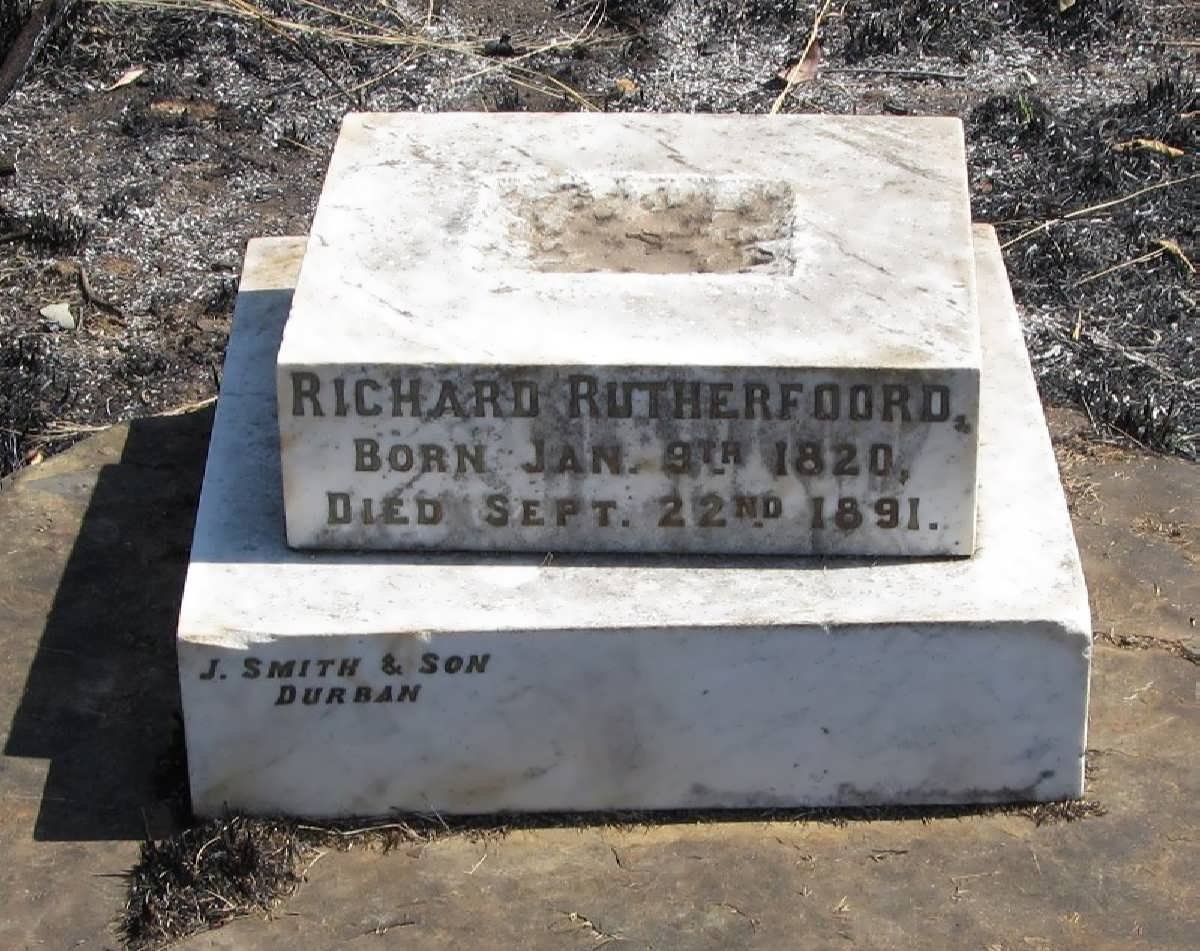 RICHARD RUTHERFOORD,
BORN JAN. 9TH 1820,
DIED SEPT. 22ND 1891.
J. SMITH & SON
DURBAN